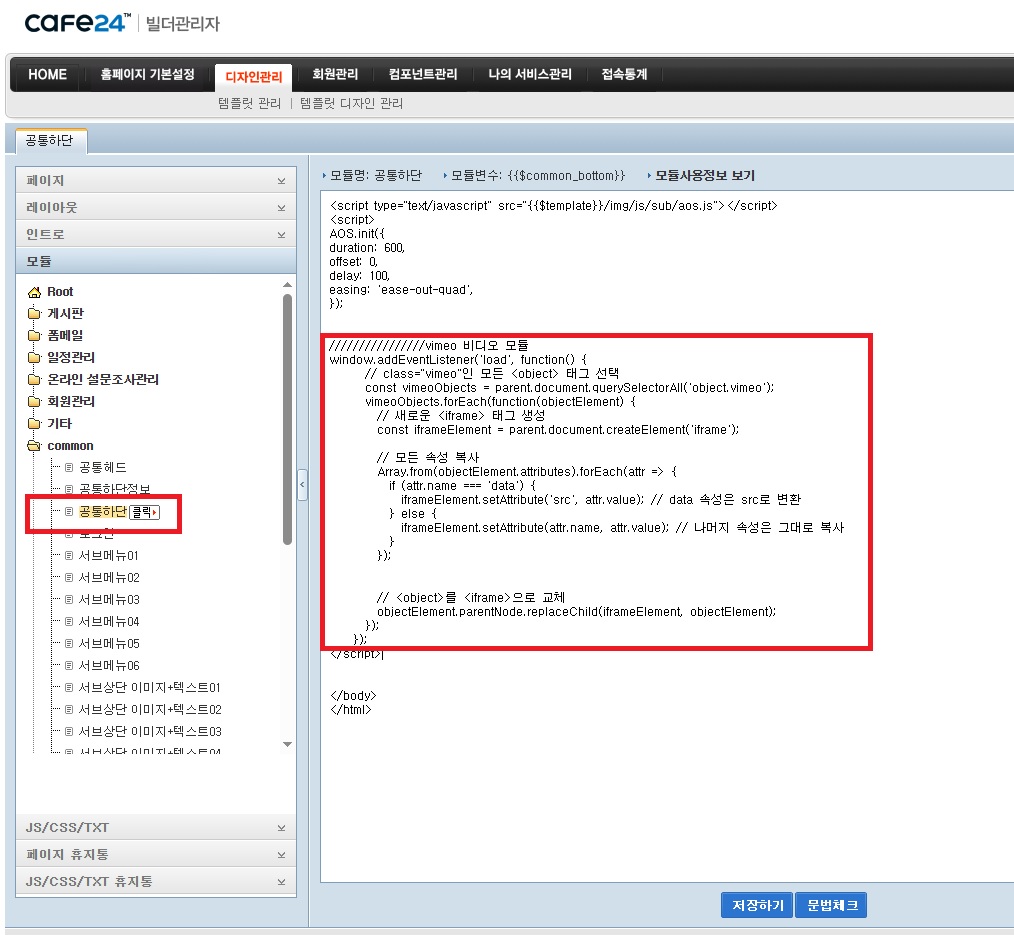 cafe24™ 빌더관리자
HOME 홈페이지 기본설정 디자인관리 회원관리 컴포넌트관리 나의 서비스관리 접속통계
템플릿 관리 | 템플릿 디자인 관리
공통하단
페이지
레이아웃
인트로
모듈
Root
게시판
폼메일
일정관리
온라인 설문조사관리
회원관리
기타
common
공통헤드
공통하단정보
공통하단 클릭
로그인
서브메뉴01
서브메뉴02
서브메뉴03
서브메뉴04
서브메뉴05
서브메뉴06
서브상단 이미지+텍스트01
서브상단 이미지+텍스트02
서브상단 이미지+텍스트03
서브상단 이미지+텍스트04
JS/CSS/TXT
페이지 휴지통
JS/CSS/TXT 휴지통
모듈명: 공통하단 모듈변수: {{$common_bottom}} 모듈사용정보 보기
<script type="text/javascript" src="{{$template}}/img/js/sub/aos.js"></script>
<script>
AOS.init({
duration: 600,
offset: 0,
delay: 100,
easing: 'ease-out-quad',
});
////////////////vimeo 비디오 모듈
window.addEventListener('load', function() {
// class="vimeo"인 모든 <object> 태그 선택
const vimeoObjects = parent.document.querySelectorAll('object.vimeo');
vimeoObjects.forEach(function(objectElement) {
// 새로운 <iframe> 태그 생성
const iframeElement = parent.document.createElement('iframe');
// 모든 속성 복사
Array.from(objectElement.attributes).forEach(attr => {
if (attr.name === 'data') {
iframeElement.setAttribute('src', attr.value); // data 속성은 src로 변환
} else {
iframeElement.setAttribute(attr.name, attr.value); // 나머지 속성은 그대로 복사
}
});
// <object>를 <iframe>으로 교체
objectElement.parentNode.replaceChild(iframeElement, objectElement);
});
});
</script>
</body>
</html>
저장하기 문법체크